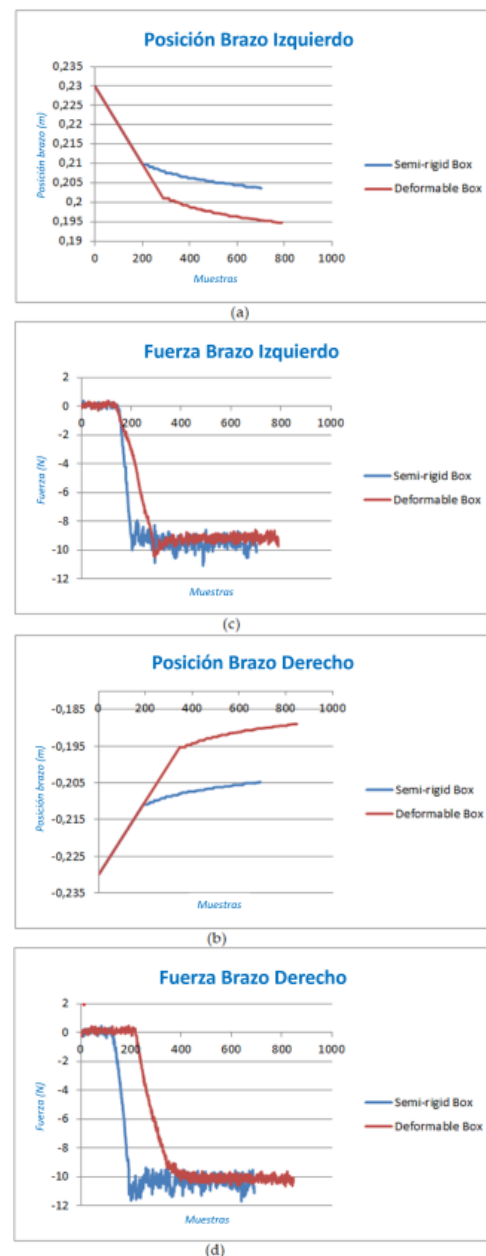 Posición Brazo Izquierdo
Posición brazo (m)
0,235
0,23
0,225
0,22
0,215
0,21
0,205
0,2
0,195
0,19
0 200 400 600 800 1000
Muestras
Semi-rigid Box
Deformable Box
(a)
Fuerza Brazo Izquierdo
Fuerza (N)
2
0
-2
-4
-6
-8
-10
-12
0 200 400 600 800 1000
Muestras
Semi-rigid Box
Deformable Box
(c)
Posición Brazo Derecho
Posición brazo (m)
0 200 400 600 800 1000
-0,185
-0,195
-0,205
-0,215
-0,225
-0,235
Muestras
Semi-rigid Box
Deformable Box
(b)
Fuerza Brazo Derecho
Fuerza (N)
2
0
-2
-4
-6
-8
-10
-12
0 200 400 600 800 1000
Muestras
Semi-rigid Box
Deformable Box
(d)